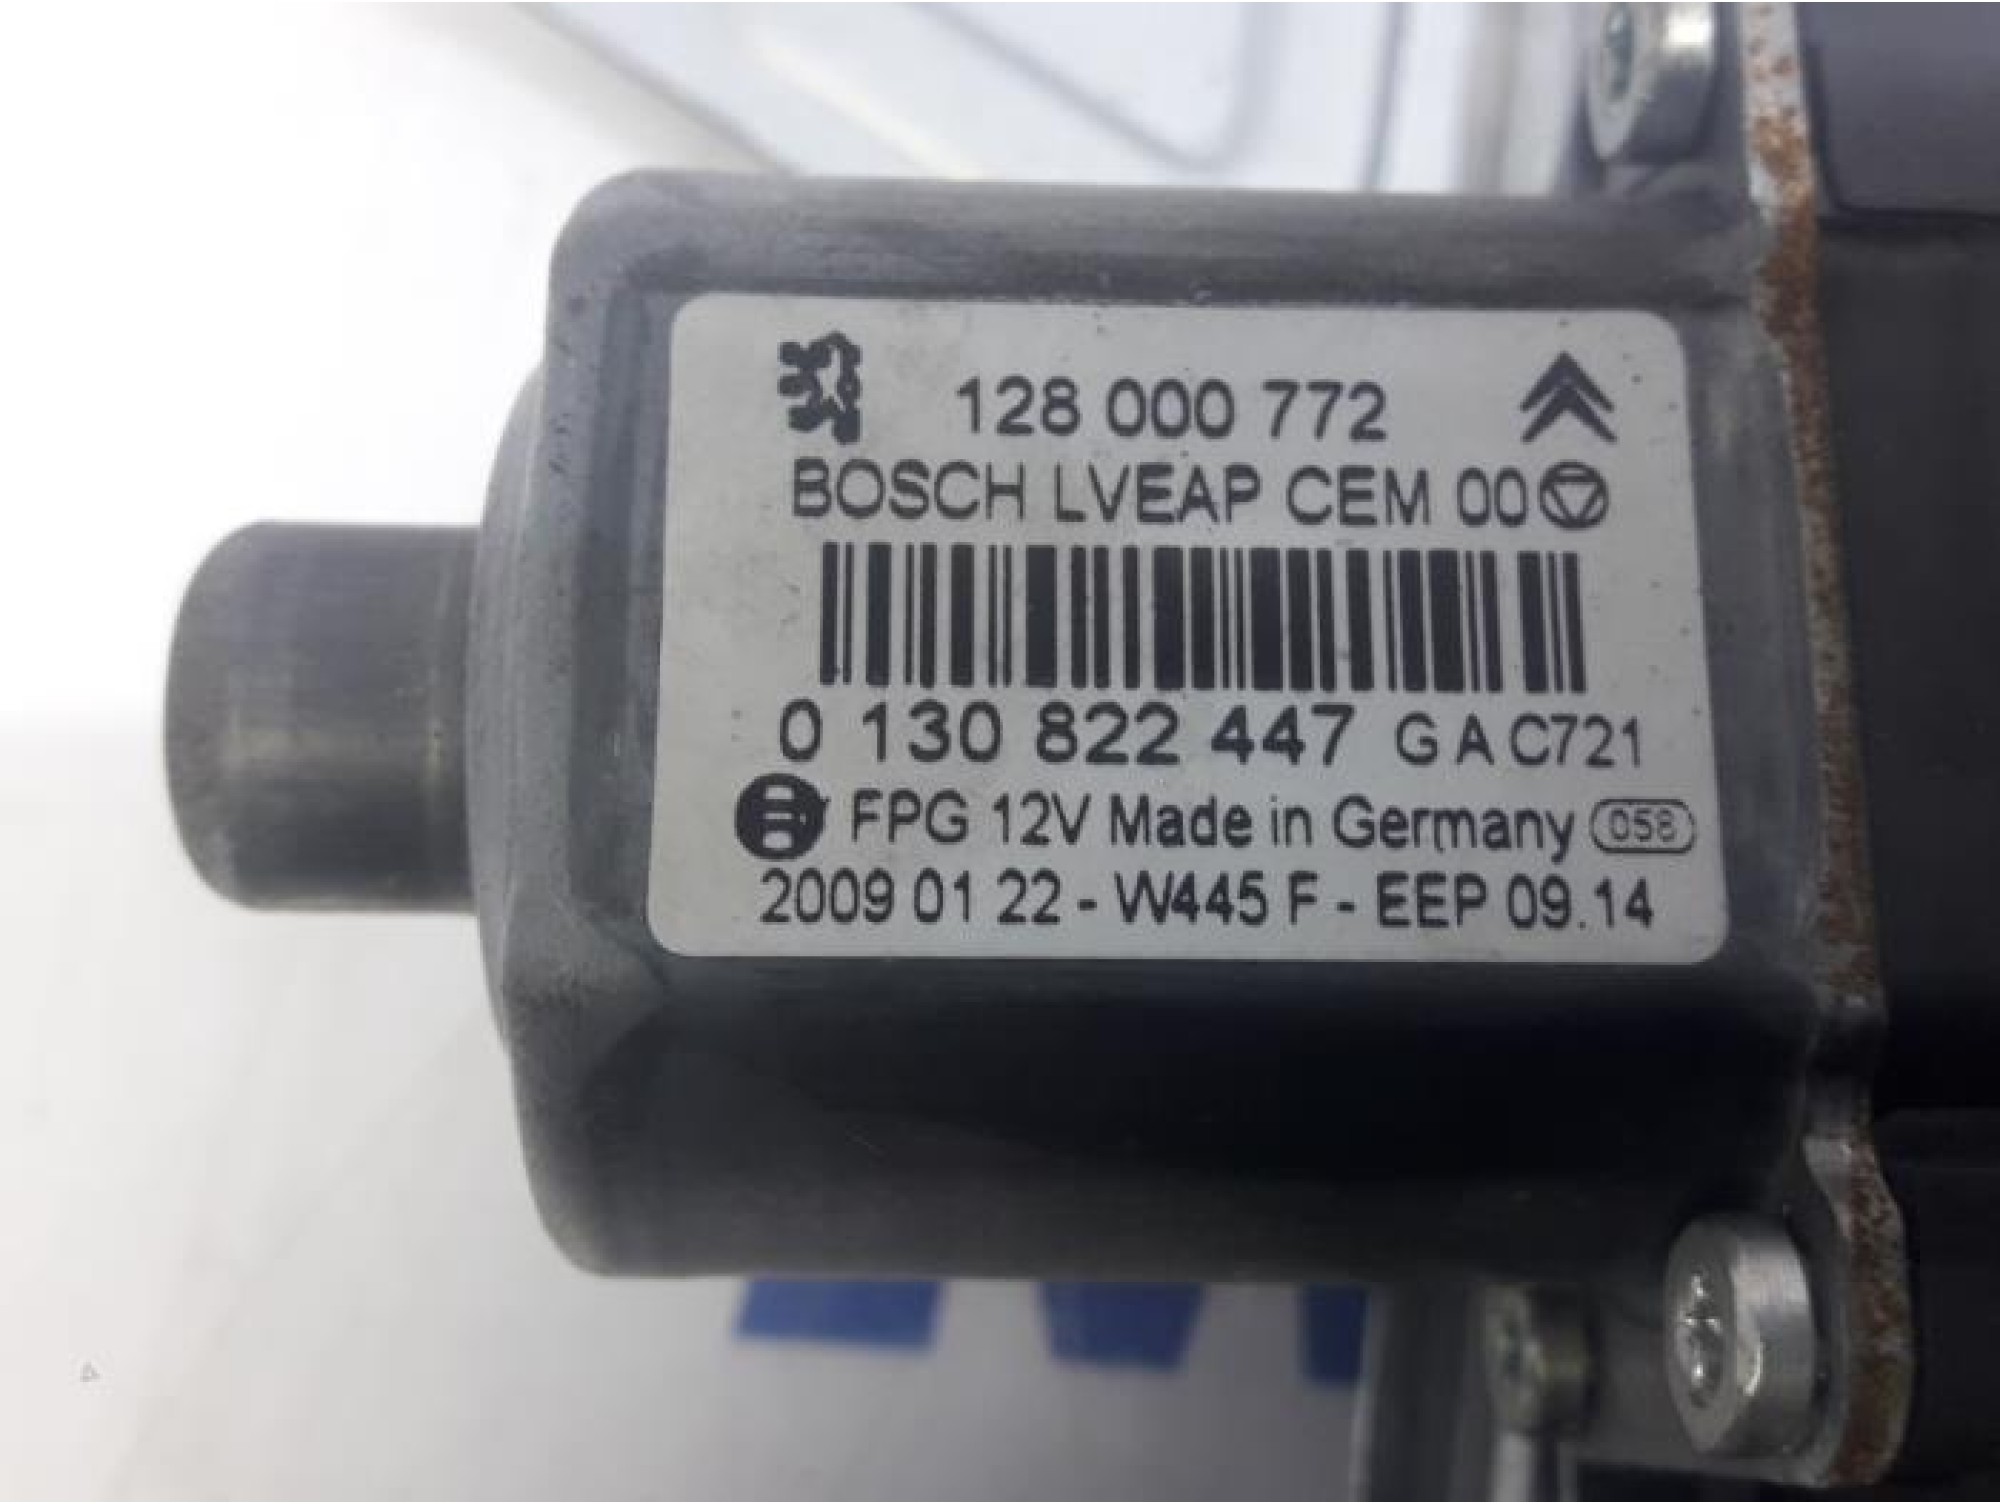 128 000 772
BOSCH LVEAP CEM 00
0 130 822 447 G A C721
FPG 12V Made in Germany 058
2009 01 22 - W445 F - EEP 09.14